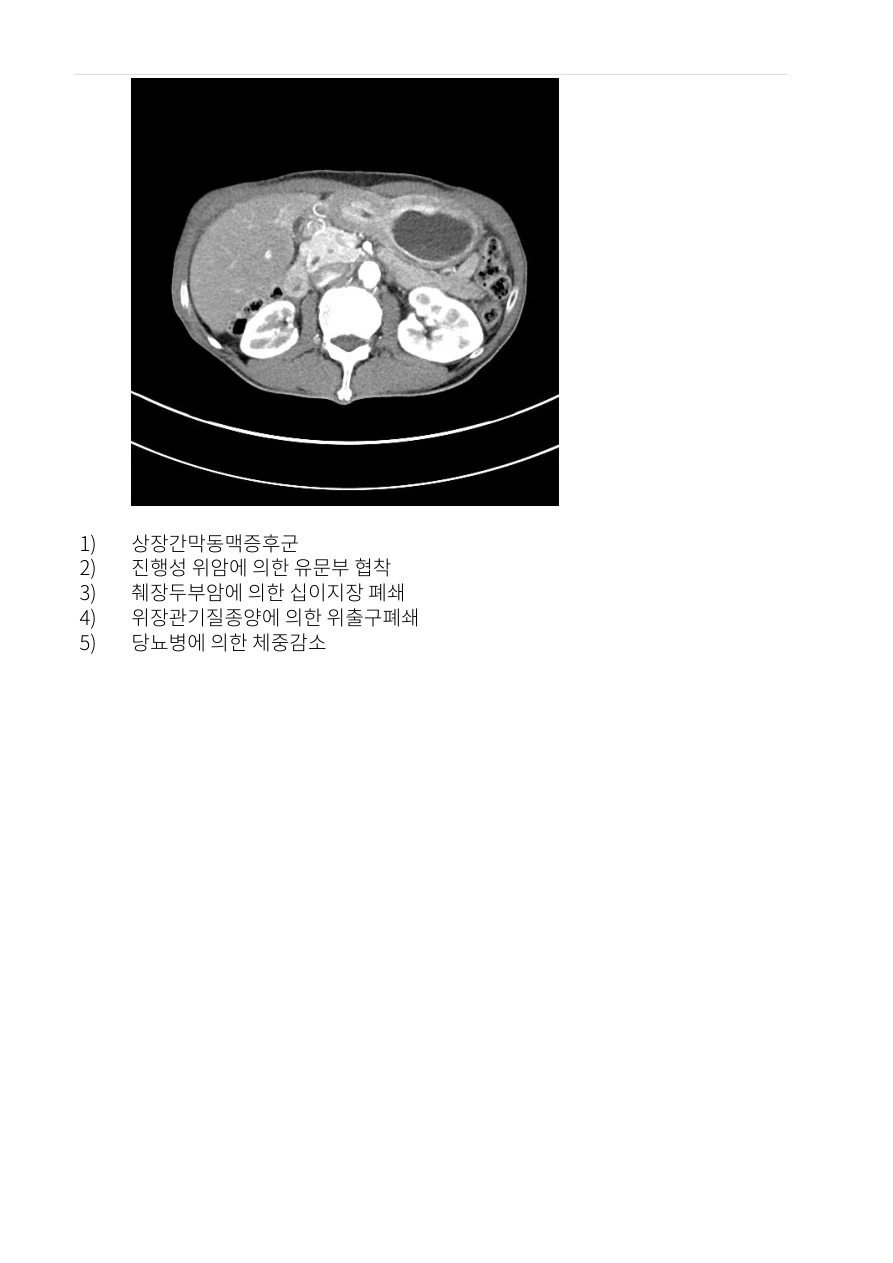 1) 상장간막동맥증후군
2) 진행성 위암에 의한 유문부 협착
3) 췌장두부암에 의한 십이지장 폐쇄
4) 위장관기질종양에 의한 위출구폐쇄
5) 당뇨병에 의한 체중감소